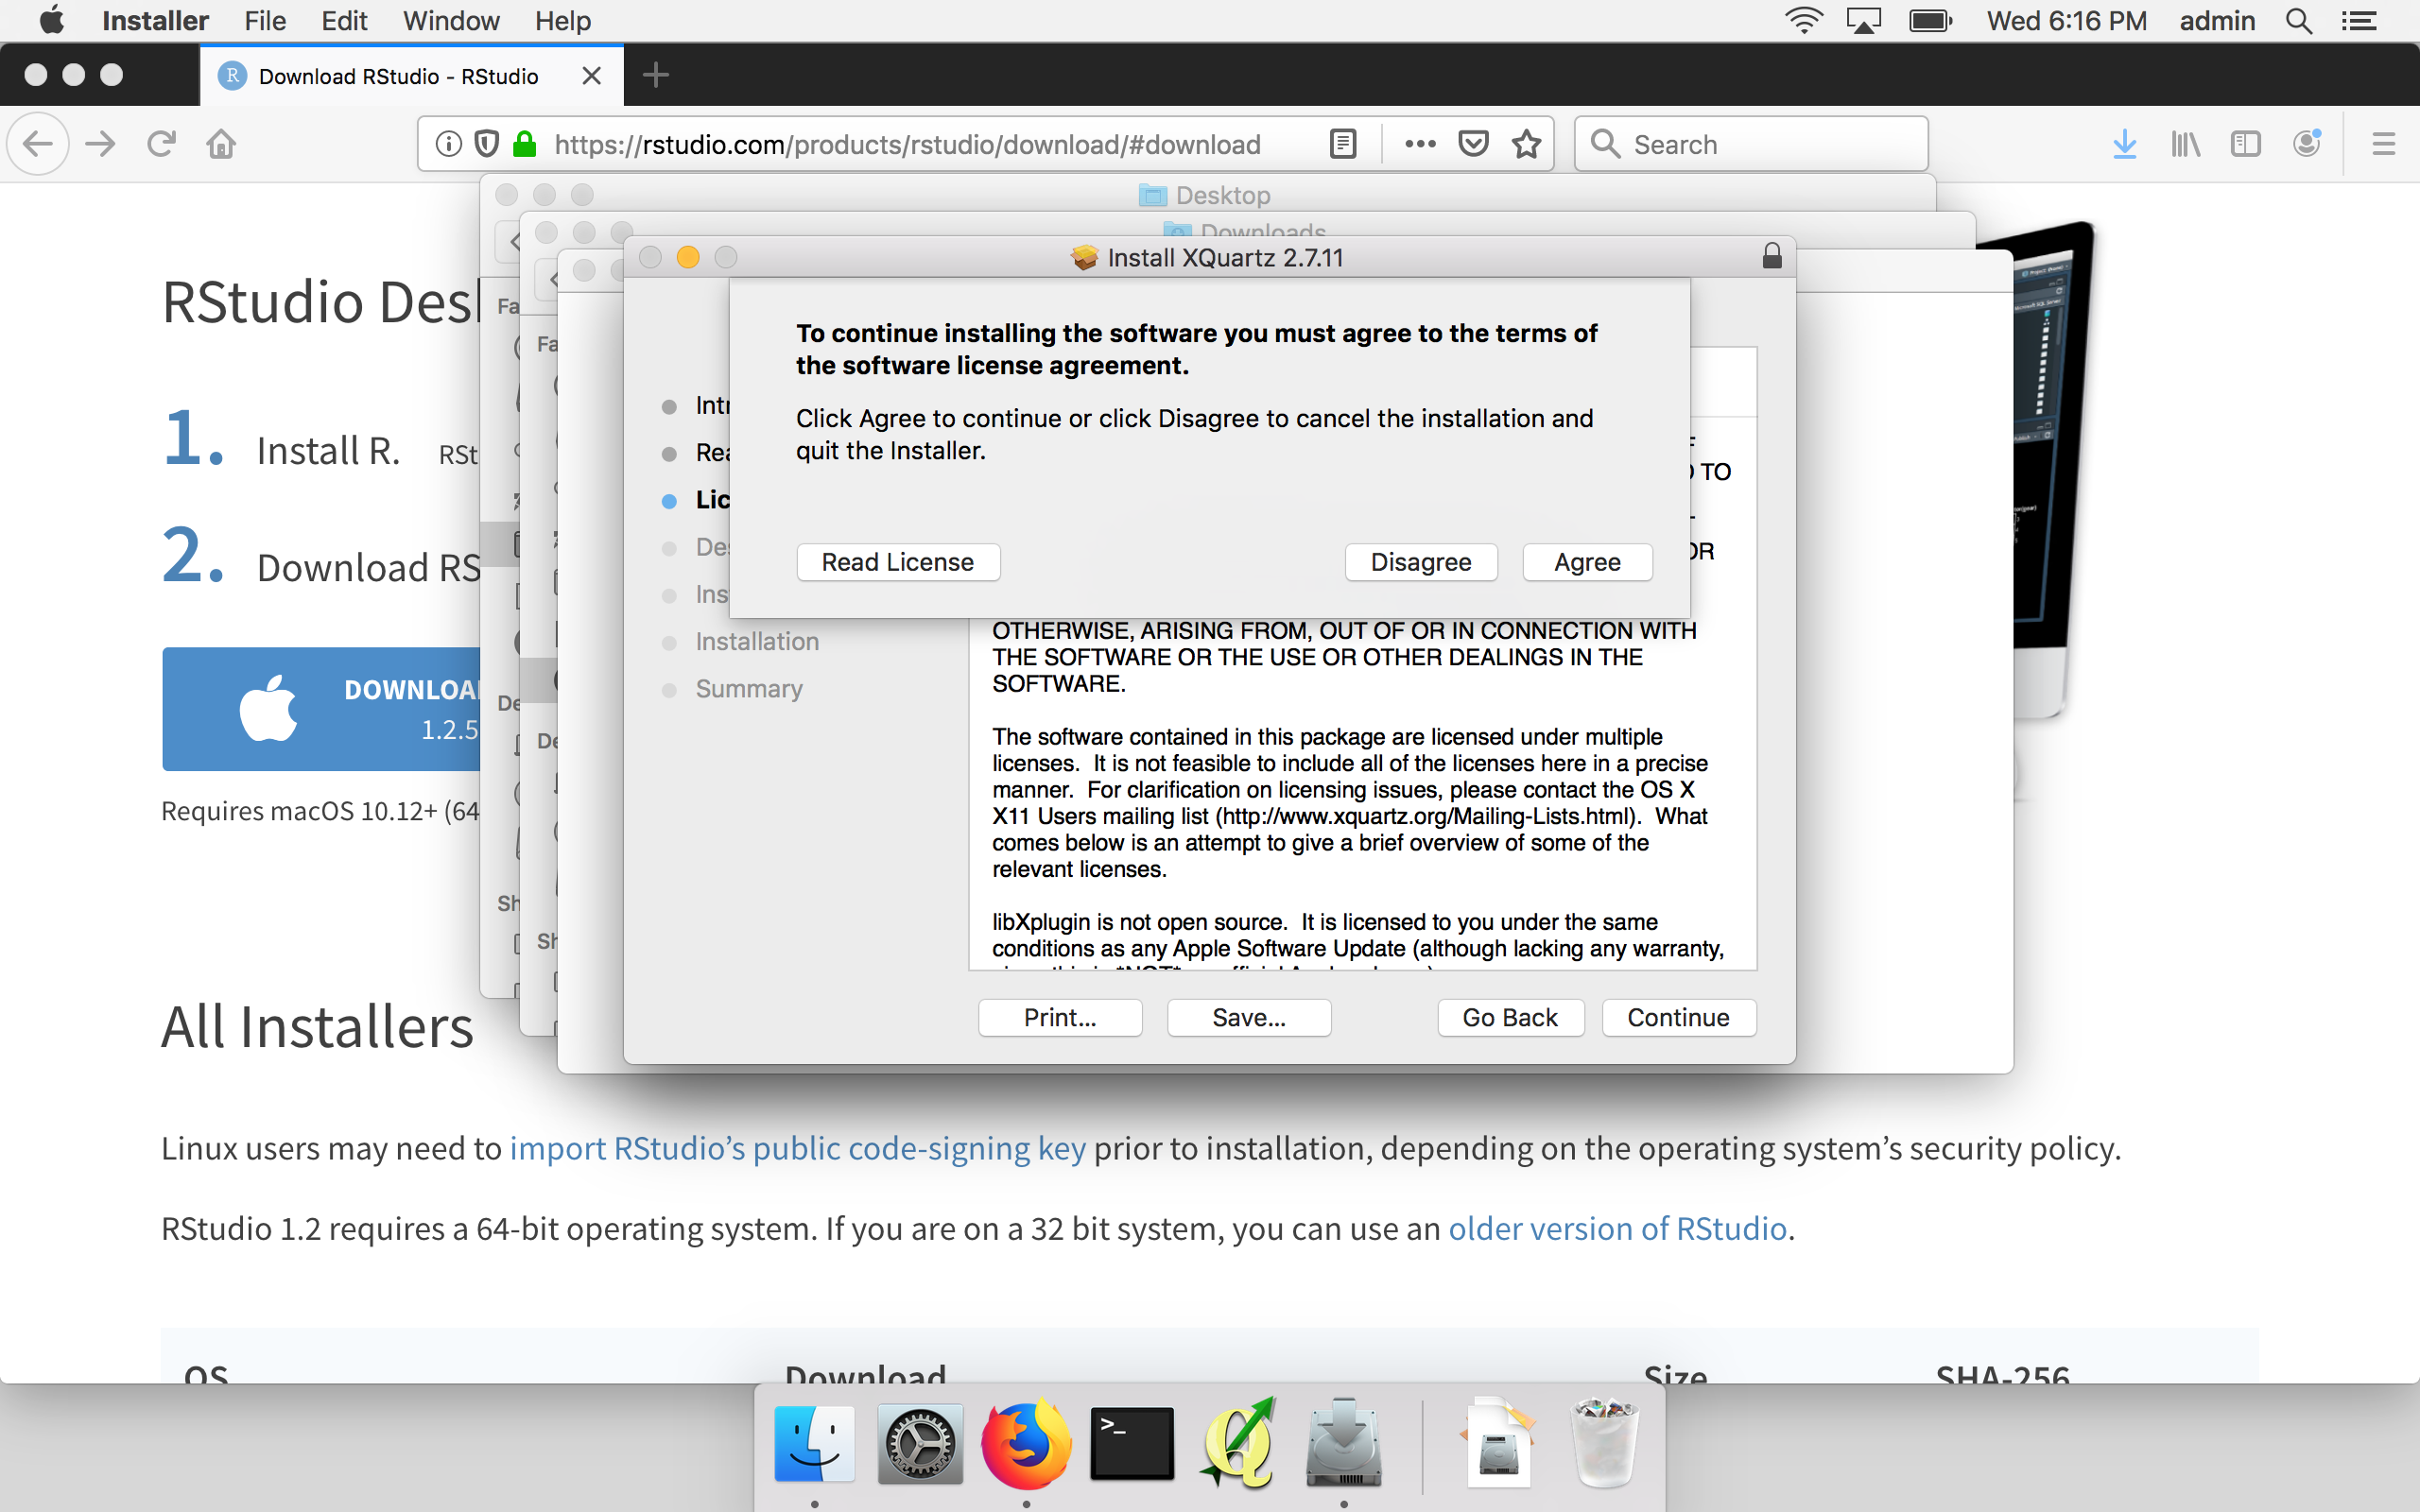 Installer File Edit Window Help Wed 6:16 PM admin
Download RStudio - RStudio
https://rstudio.com/products/rstudio/download/#download Search
Desktop
Downloads
Install XQuartz 2.7.11
To continue installing the software you must agree to the terms of
the software license agreement.
Click Agree to continue or click Disagree to cancel the installation and
quit the Installer.
Read License Disagree Agree
TO
OR
Installation
Summary
OTHERWISE, ARISING FROM, OUT OF OR IN CONNECTION WITH
THE SOFTWARE OR THE USE OR OTHER DEALINGS IN THE
SOFTWARE.
The software contained in this package are licensed under multiple
licenses. It is not feasible to include all of the licenses here in a precise
manner. For clarification on licensing issues, please contact the OS X
X11 Users mailing list (http://www.xquartz.org/Mailing-Lists.html). What
comes below is an attempt to give a brief overview of some of the
relevant licenses.
libXplugin is not open source. It is licensed to you under the same
conditions as any Apple Software Update (although lacking any warranty,
Print... Save... Go Back Continue
RStudio Des
1. Install R. RSt
2. Download RS
DOWNLOA
1.2.5
Requires macOS 10.12+ (64
All Installers
Linux users may need to import RStudio’s public code-signing key prior to installation, depending on the operating system’s security policy.
RStudio 1.2 requires a 64-bit operating system. If you are on a 32 bit system, you can use an older version of RStudio.
OS Download Size SHA-256